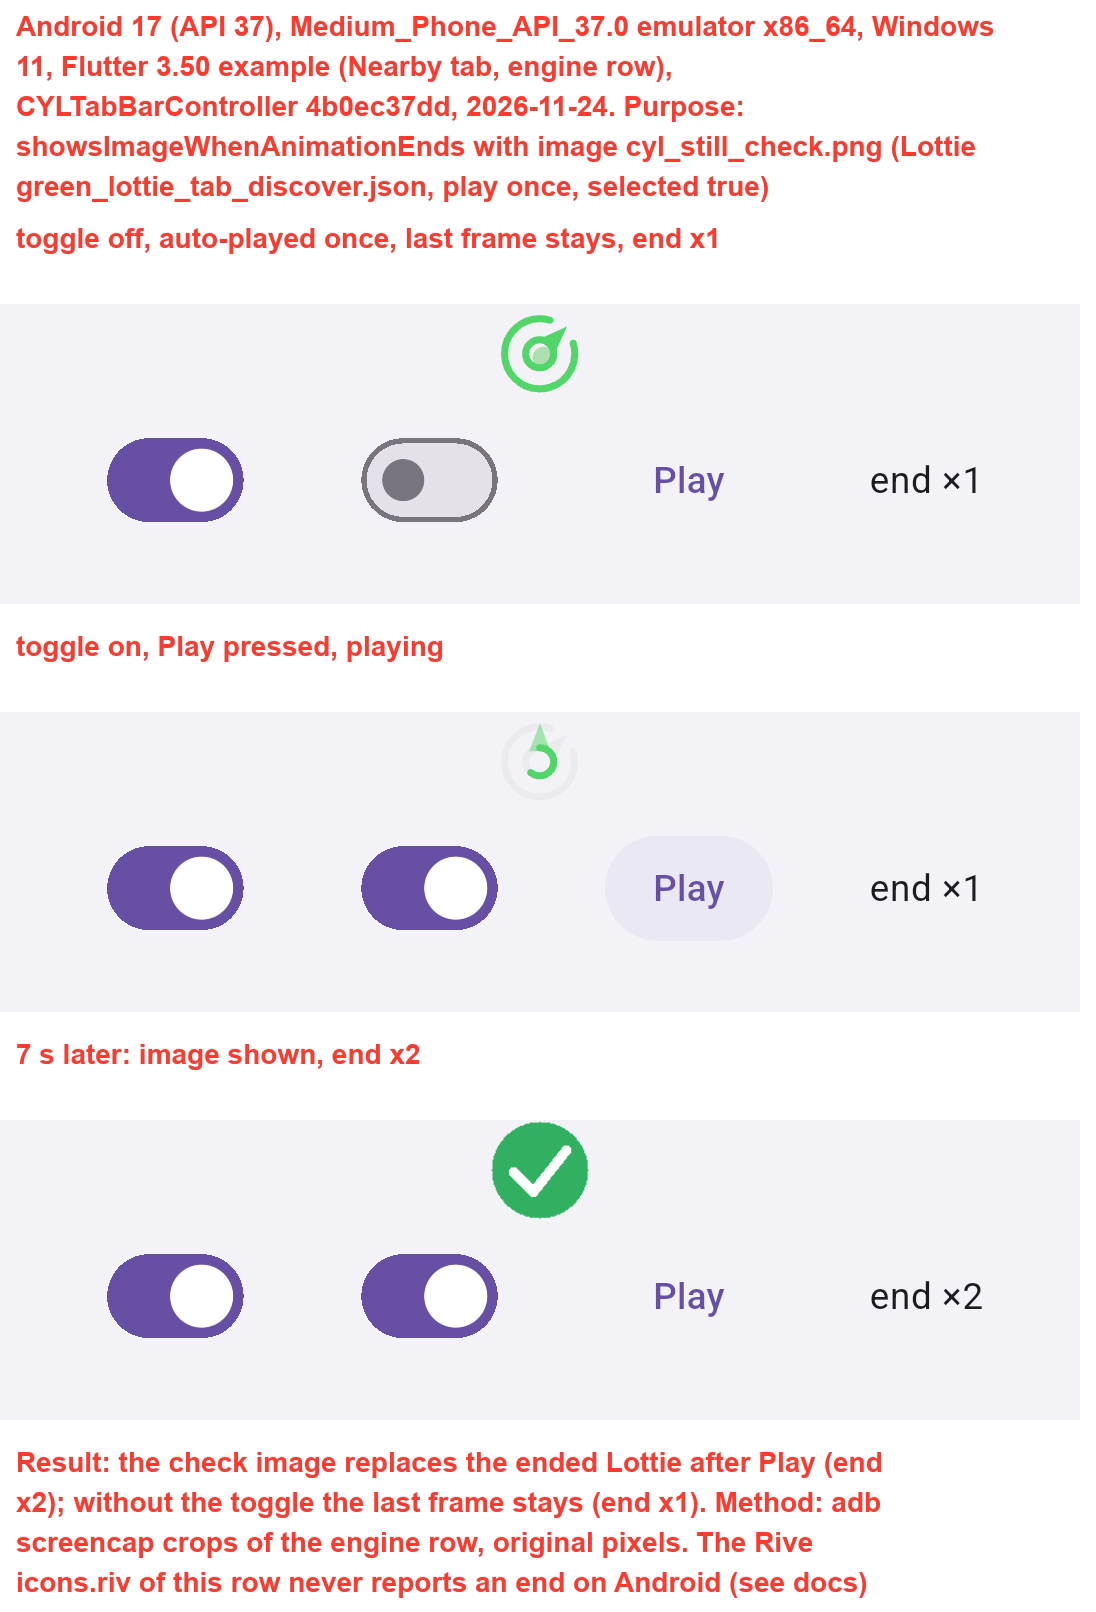 Android 17 (API 37), Medium_Phone_API_37.0 emulator x86_64, Windows
11, Flutter 3.50 example (Nearby tab, engine row),
CYLTabBarController 4b0ec37dd, 2026-11-24. Purpose:
showsImageWhenAnimationEnds with image cyl_still_check.png (Lottie
green_lottie_tab_discover.json, play once, selected true)
toggle off, auto-played once, last frame stays, end x1
Play end ×1
toggle on, Play pressed, playing
Play end ×1
7 s later: image shown, end x2
Play end ×2
Result: the check image replaces the ended Lottie after Play (end
x2); without the toggle the last frame stays (end x1). Method: adb
screencap crops of the engine row, original pixels. The Rive
icons.riv of this row never reports an end on Android (see docs)